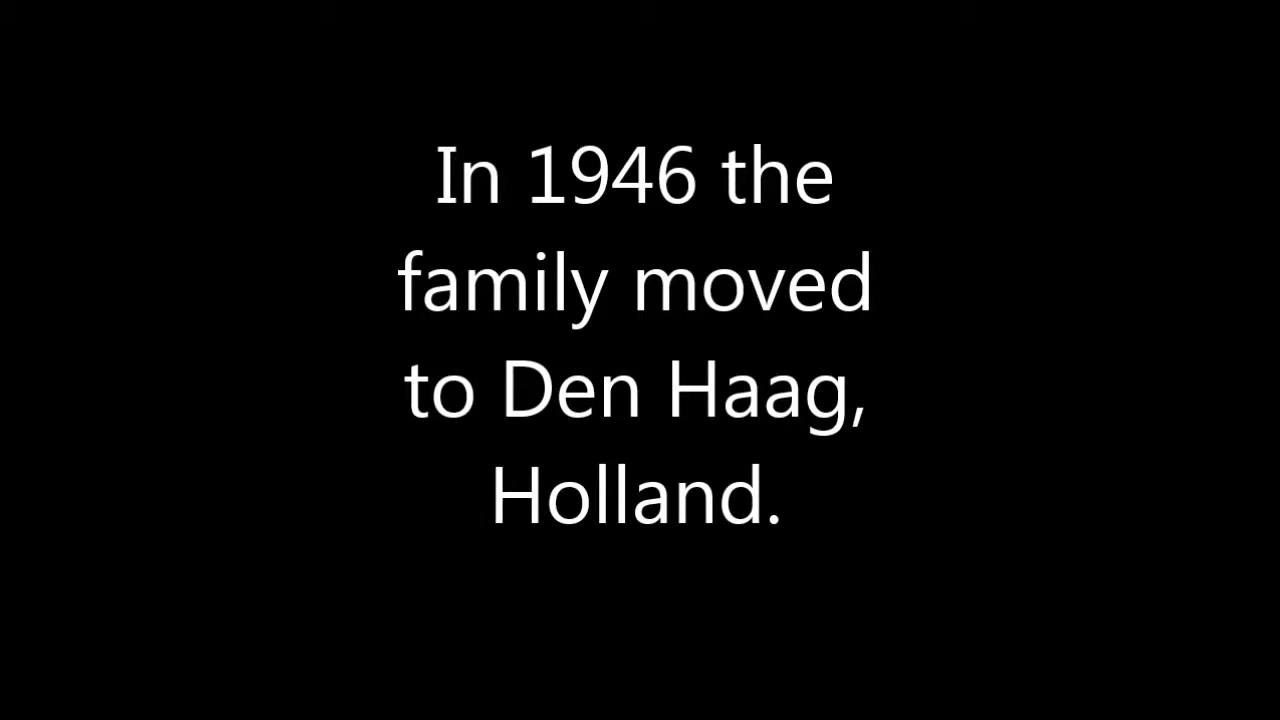 In 1946 the
family moved
to Den Haag,
Holland.